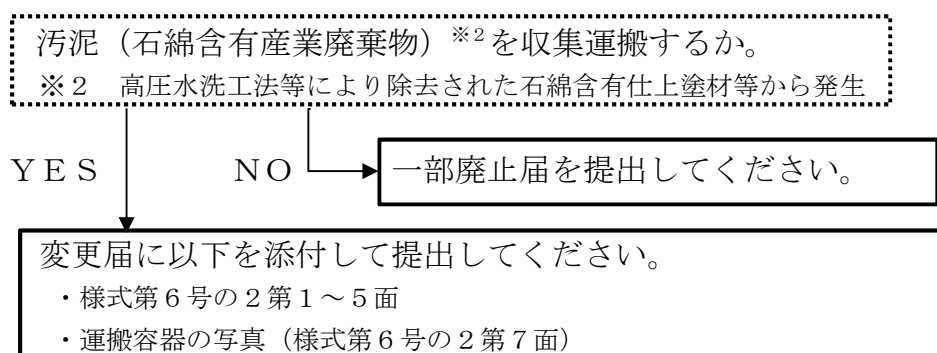 汚泥（石綿含有産業廃棄物）※2を収集運搬するか。
※２　高圧水洗工法等により除去された石綿含有仕上塗材等から発生
ＹＥＳ
ＮＯ
一部廃止届を提出してください。
変更届に以下を添付して提出してください。
・様式第６号の２第１～５面
・運搬容器の写真（様式第６号の２第７面）